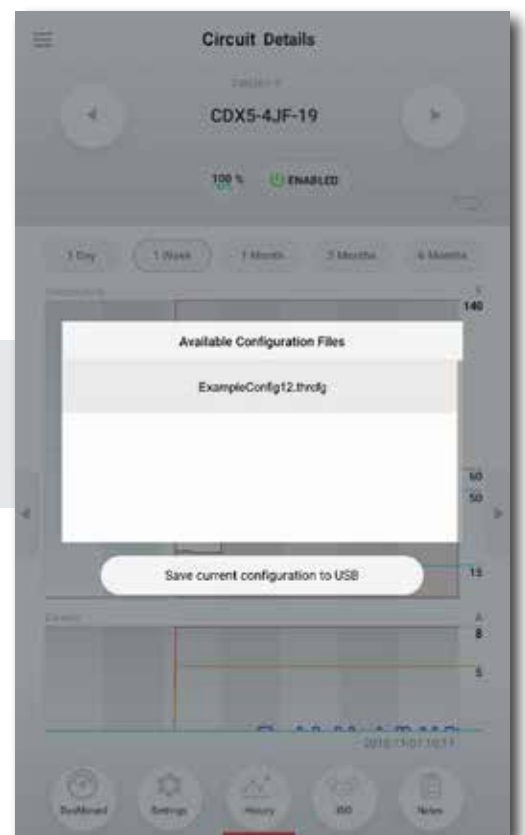 Circuit Details
CDX5-4JF-19
100 % ENABLED
1 Day 1 Week 1 Month 3 Months 6 Months
140
Available Configuration Files
ExampleConfig12.thrcfg
60
50
Save current configuration to USB
15
A
8
5
Dashboard Settings History ISO Notes